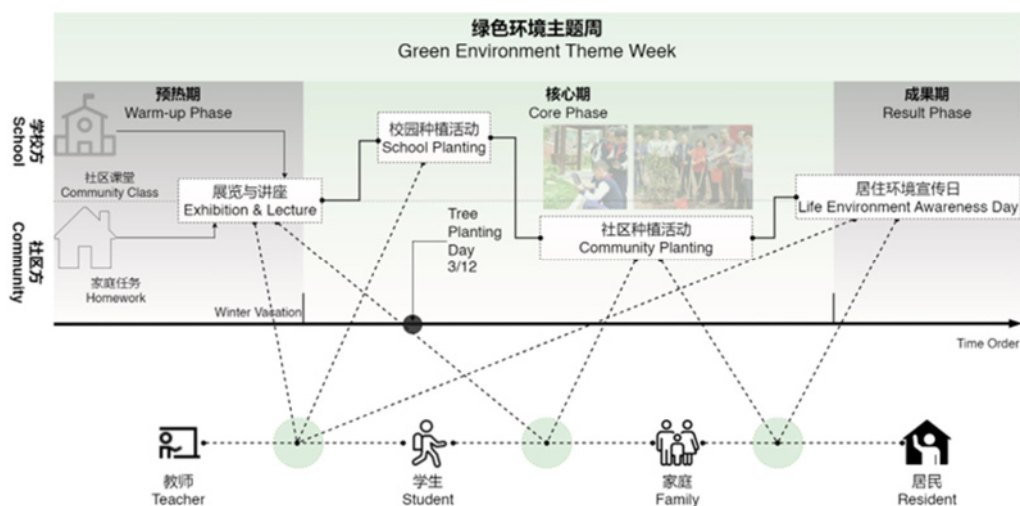 绿色环境主题周
Green Environment Theme Week
预热期
Warm-up Phase
核心期
Core Phase
成果期
Result Phase
学校方
School
社区方
Community
社区课堂
Community Class
家庭任务
Homework
展览与讲座
Exhibition & Lecture
校园种植活动
School Planting
Tree
Planting
Day
3/12
社区种植活动
Community Planting
居住环境宣传日
Life Environment Awareness Day
Winter Vacation
Time Order
教师
Teacher
学生
Student
家庭
Family
居民
Resident